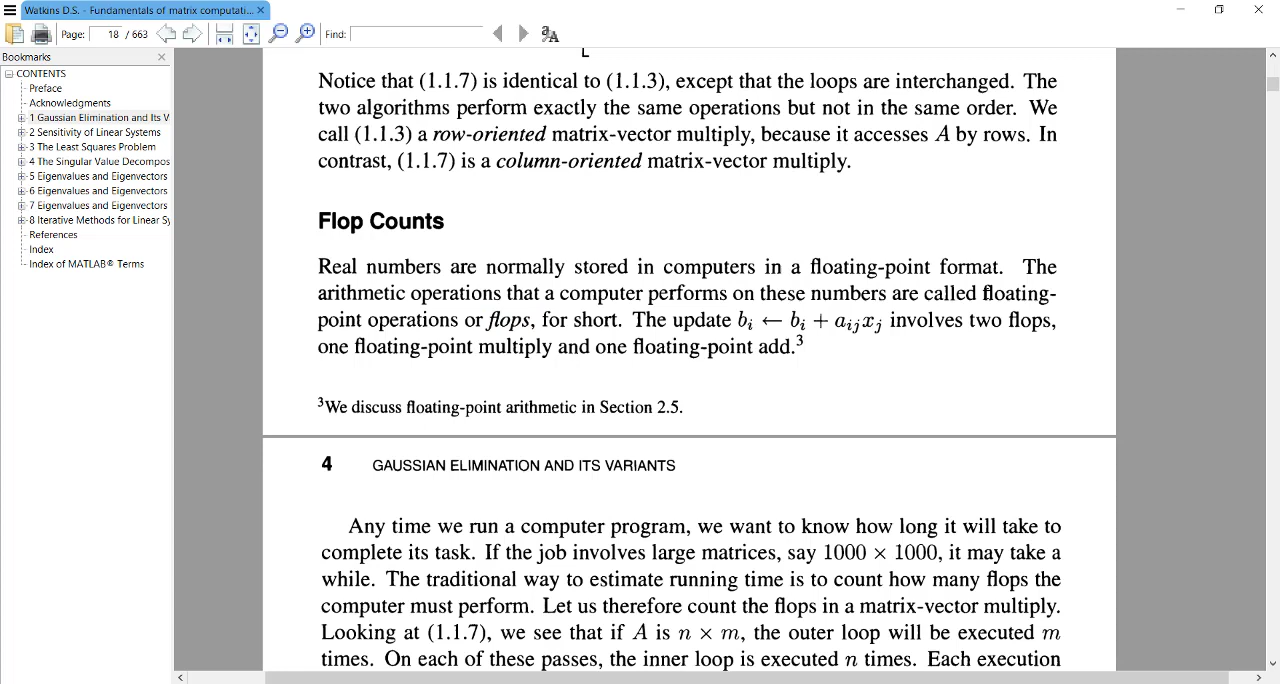 Watkins D.S. - Fundamentals of matrix computati...
Page: 18 / 663 Find:
Bookmarks
CONTENTS
Preface
Acknowledgments
1 Gaussian Elimination and Its V
2 Sensitivity of Linear Systems
3 The Least Squares Problem
4 The Singular Value Decompos
5 Eigenvalues and Eigenvectors
6 Eigenvalues and Eigenvectors
7 Eigenvalues and Eigenvectors
8 Iterative Methods for Linear Sy
References
Index
Index of MATLAB® Terms
Notice that (1.1.7) is identical to (1.1.3), except that the loops are interchanged. The
two algorithms perform exactly the same operations but not in the same order. We
call (1.1.3) a row-oriented matrix-vector multiply, because it accesses A by rows. In
contrast, (1.1.7) is a column-oriented matrix-vector multiply.
Flop Counts
Real numbers are normally stored in computers in a floating-point format. The
arithmetic operations that a computer performs on these numbers are called floating-
point operations or flops, for short. The update bᵢ ← bᵢ + aᵢⱼxⱼ involves two flops,
one floating-point multiply and one floating-point add.³
³We discuss floating-point arithmetic in Section 2.5.
4 GAUSSIAN ELIMINATION AND ITS VARIANTS
Any time we run a computer program, we want to know how long it will take to
complete its task. If the job involves large matrices, say 1000 × 1000, it may take a
while. The traditional way to estimate running time is to count how many flops the
computer must perform. Let us therefore count the flops in a matrix-vector multiply.
Looking at (1.1.7), we see that if A is n × m, the outer loop will be executed m
times. On each of these passes, the inner loop is executed n times. Each execution